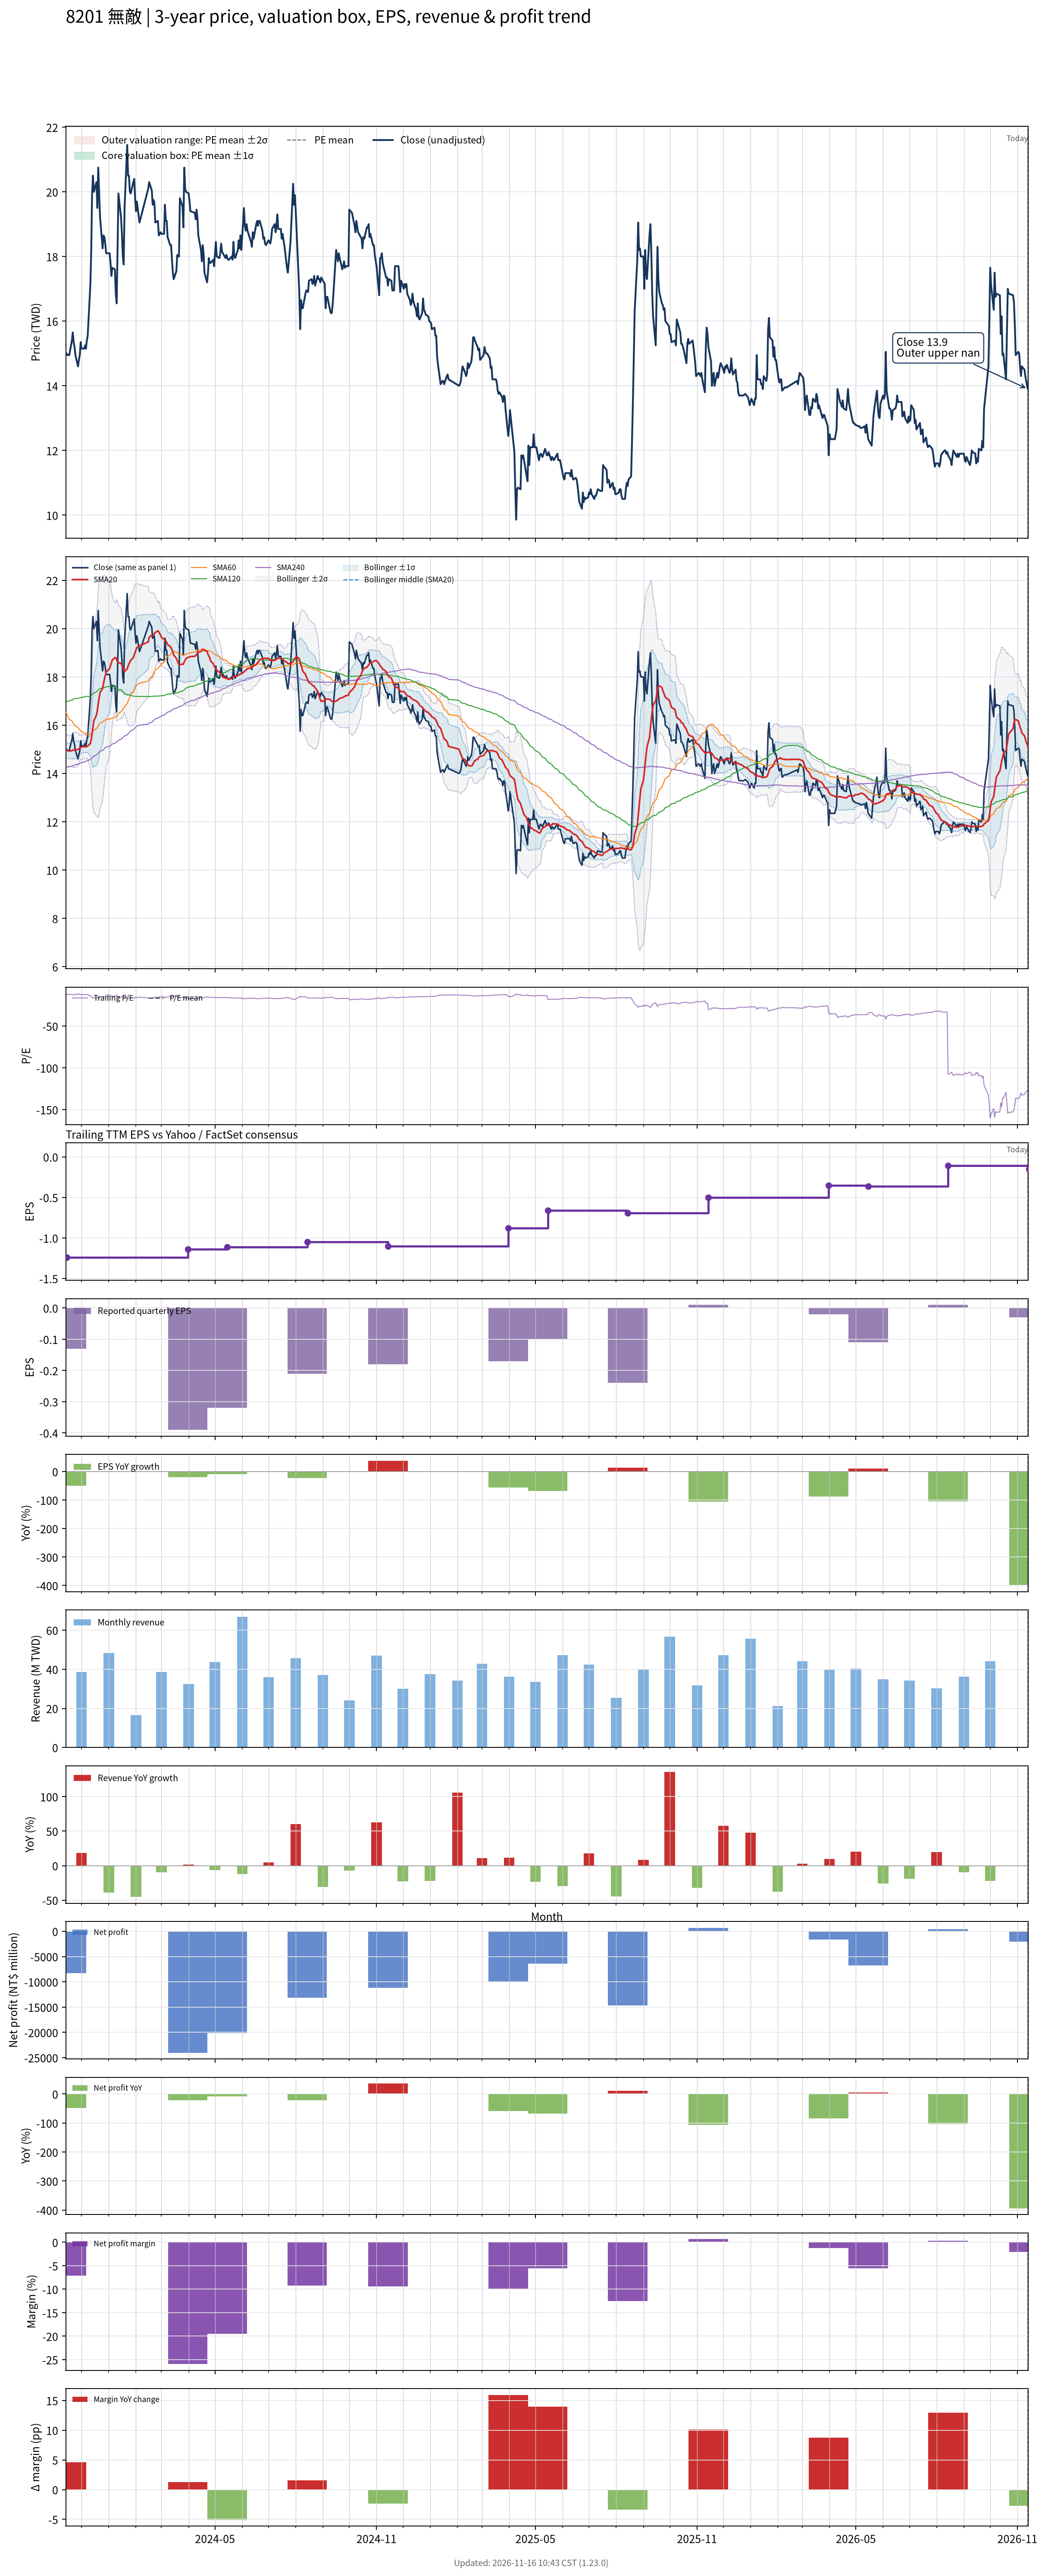 8201 無敵 | 3-year price, valuation box, EPS, revenue & profit trend
22
20
18
16
14
12
10
Price (TWD)
Outer valuation range: PE mean ±2σ
Core valuation box: PE mean ±1σ
PE mean
Close (unadjusted)
Today
Close 13.9
Outer upper nan
22
20
18
16
14
12
10
8
6
Price
Close (same as panel 1)
SMA20
SMA60
SMA120
SMA240
Bollinger ±2σ
Bollinger ±1σ
Bollinger middle (SMA20)
-50
-100
-150
P/E
Trailing P/E
P/E mean
Trailing TTM EPS vs Yahoo / FactSet consensus
0.0
-0.5
-1.0
-1.5
EPS
Today
0.0
-0.1
-0.2
-0.3
-0.4
EPS
Reported quarterly EPS
0
-100
-200
-300
-400
YoY (%)
EPS YoY growth
60
40
20
0
Revenue (M TWD)
Monthly revenue
100
50
0
-50
YoY (%)
Revenue YoY growth
Month
0
-5000
-10000
-15000
-20000
-25000
Net profit (NT$ million)
Net profit
0
-100
-200
-300
-400
YoY (%)
Net profit YoY
0
-5
-10
-15
-20
-25
Margin (%)
Net profit margin
15
10
5
0
-5
Δ margin (pp)
Margin YoY change
2024-05
2024-11
2025-05
2025-11
2026-05
2026-11
Updated: 2026-11-16 10:43 CST (1.23.0)